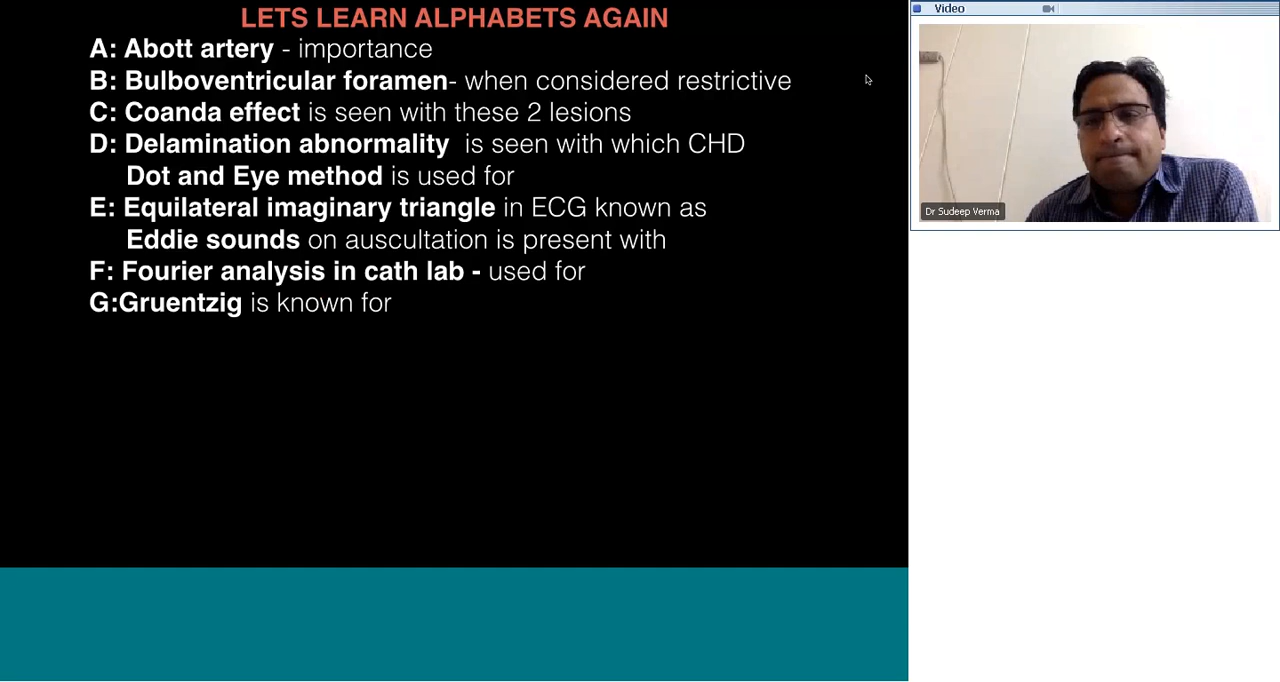 LETS LEARN ALPHABETS AGAIN
A: Abott artery - importance
B: Bulboventricular foramen- when considered restrictive
C: Coanda effect is seen with these 2 lesions
D: Delamination abnormality is seen with which CHD
Dot and Eye method is used for
E: Equilateral imaginary triangle in ECG known as
Eddie sounds on auscultation is present with
F: Fourier analysis in cath lab - used for
G:Gruentzig is known for
Video
Dr Sudeep Verma